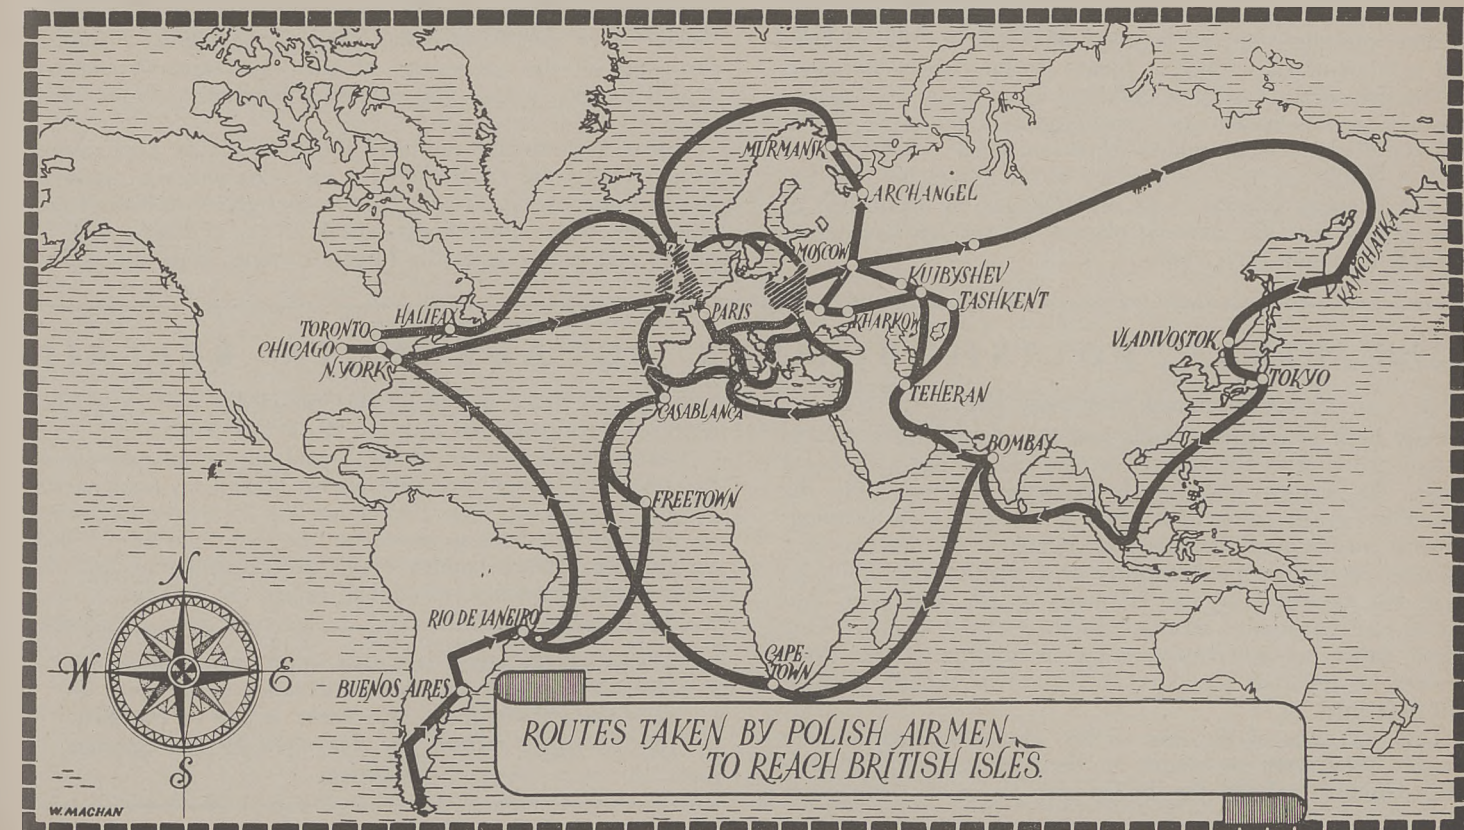 MURMANSK
ARCHANGEL
MOSCOW
KUJBYSHEV
TASHKENT
KAMCHATKA
PARIS
KHARKOW
HALIFAX
TORONTO
CHICAGO
N.YORK
VLADIVOSTOK
TOKYO
TEHERAN
CASABLANCA
BOMBAY
FREETOWN
N
W
E
S
RIO DE JANEIRO
BUENOS AIRES
CAPE
TOWN
ROUTES TAKEN BY POLISH AIRMEN
TO REACH BRITISH ISLES.
W. MACHAN